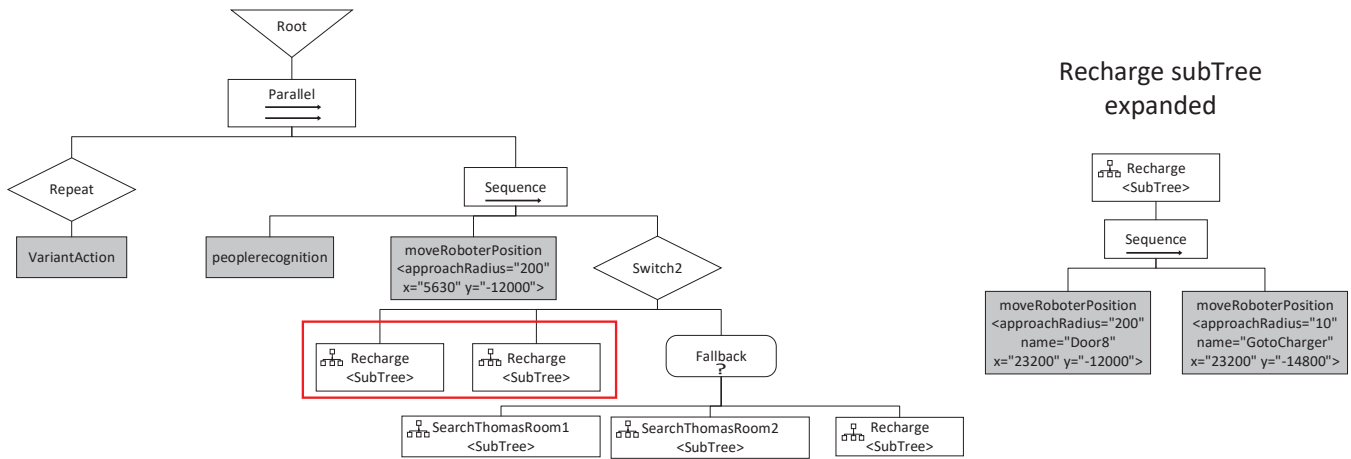 Root
Parallel
Repeat
Sequence
VariantAction
peoplerecognition
moveRoboterPosition
<approachRadius="200"
x="5630" y="-12000">
Switch2
Recharge
<SubTree>
Recharge
<SubTree>
Fallback
?
SearchThomasRoom1
<SubTree>
SearchThomasRoom2
<SubTree>
Recharge
<SubTree>
Recharge subTree
expanded
Recharge
<SubTree>
Sequence
moveRoboterPosition
<approachRadius="200"
name="Door8"
x="23200" y="-12000">
moveRoboterPosition
<approachRadius="10"
name="GotoCharger"
x="23200" y="-14800">